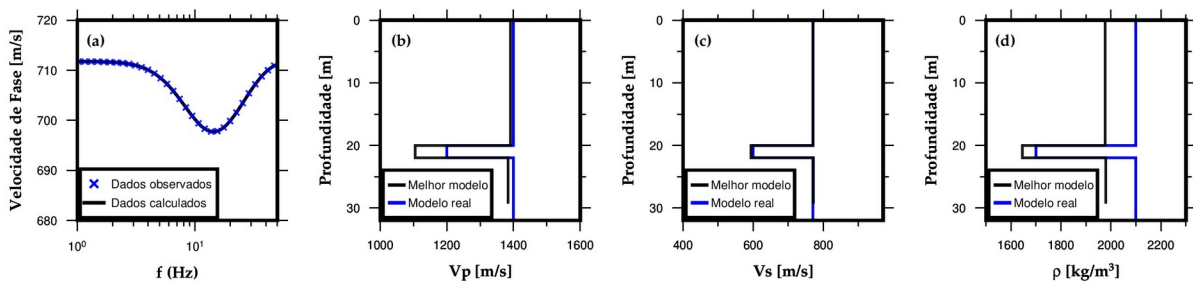 720
710
700
690
680
Velocidade de Fase [m/s]
(a)
Dados observados
Dados calculados
10⁰
10¹
f (Hz)
0
10
20
30
Profundidade [m]
(b)
Melhor modelo
Modelo real
1000
1200
1400
1600
Vp [m/s]
0
10
20
30
Profundidade [m]
(c)
Melhor modelo
Modelo real
400
600
800
Vs [m/s]
0
10
20
30
Profundidade [m]
(d)
Melhor modelo
Modelo real
1600
1800
2000
2200
ρ [kg/m³]